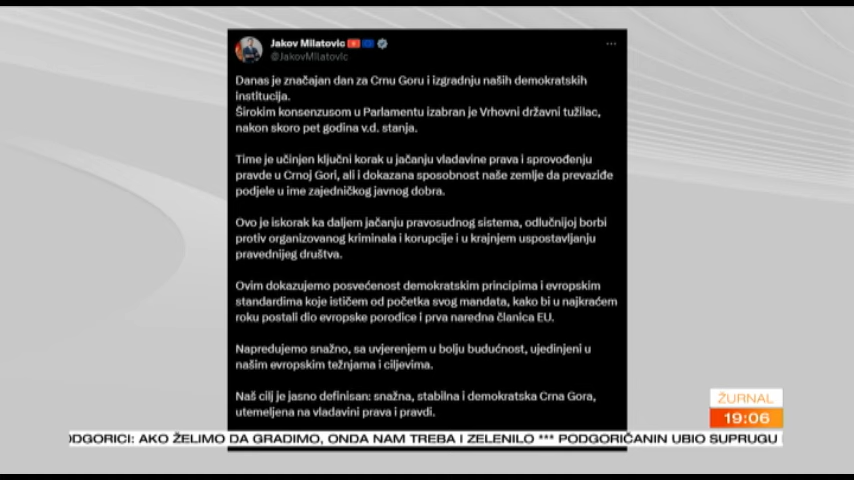 Jakov Milatovic
@JakovMilatovic
Danas je značajan dan za Crnu Goru i izgradnju naših demokratskih
institucija.
Širokim konsenzusom u Parlamentu izabran je Vrhovni državni tužilac,
nakon skoro pet godina v.d. stanja.
Time je učinjen ključni korak u jačanju vladavine prava i sprovođenju
pravde u Crnoj Gori, ali i dokazana sposobnost naše zemlje da prevaziđe
podjele u ime zajedničkog javnog dobra.
Ovo je iskorak ka daljem jačanju pravosudnog sistema, odlučnijoj borbi
protiv organizovanog kriminala i korupcije i u krajnjem uspostavljanju
pravednijeg društva.
Ovim dokazujemo posvećenost demokratskim principima i evropskim
standardima koje ističem od početka svog mandata, kako bi u najkraćem
roku postali dio evropske porodice i prva naredna članica EU.
Napredujemo snažno, sa uvjerenjem u bolju budućnost, ujedinjeni u
našim evropskim težnjama i ciljevima.
Naš cilj je jasno definisan: snažna, stabilna i demokratska Crna Gora,
utemeljena na vladavini prava i pravdi.
ŽURNAL
19:06
ODGORICI: AKO ŽELIMO DA GRADIMO, ONDA NAM TREBA I ZELENILO *** PODGORIČANIN UBIO SUPRUGU